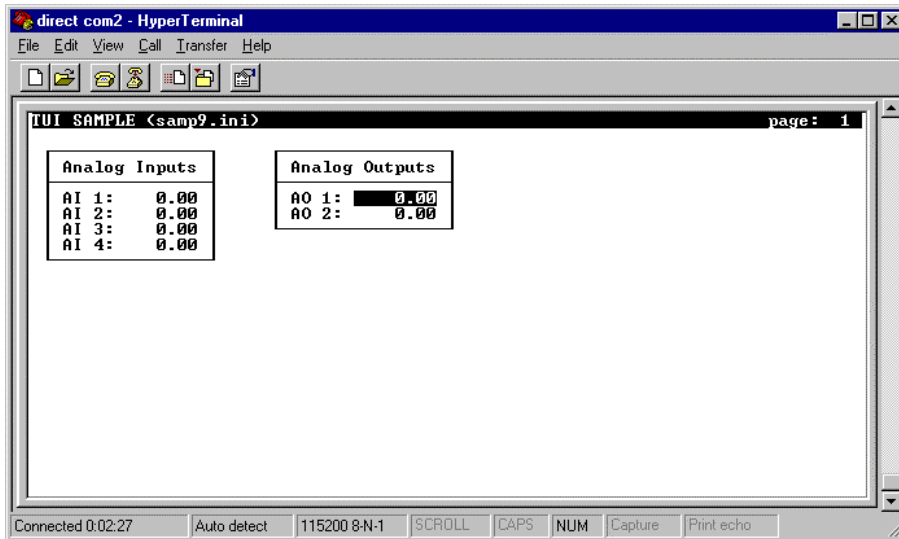 direct com2 - HyperTerminal
File Edit View Call Transfer Help
TUI SAMPLE (samp9.ini) page: 1
Analog Inputs
AI 1: 0.00
AI 2: 0.00
AI 3: 0.00
AI 4: 0.00
Analog Outputs
AO 1: 0.00
AO 2: 0.00
Connected 0:02:27 Auto detect 115200 8-N-1 SCROLL CAPS NUM Capture Print echo